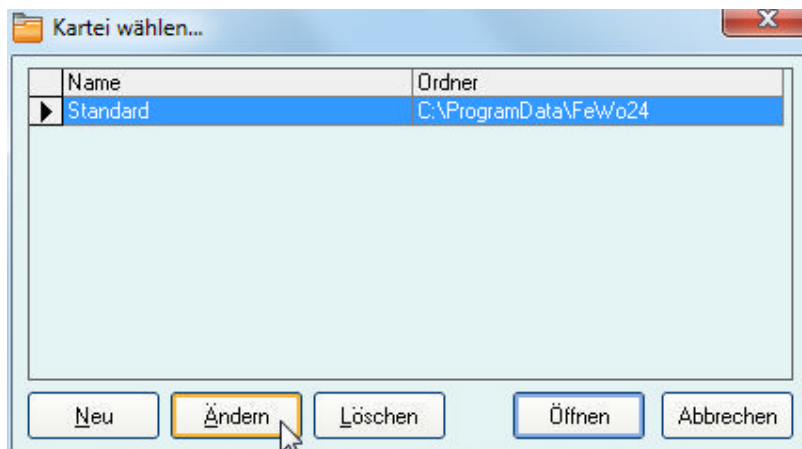 Kartei wählen...
Name Ordner
Standard C:\ProgramData\FeWo24
Neu Ändern Löschen Öffnen Abbrechen